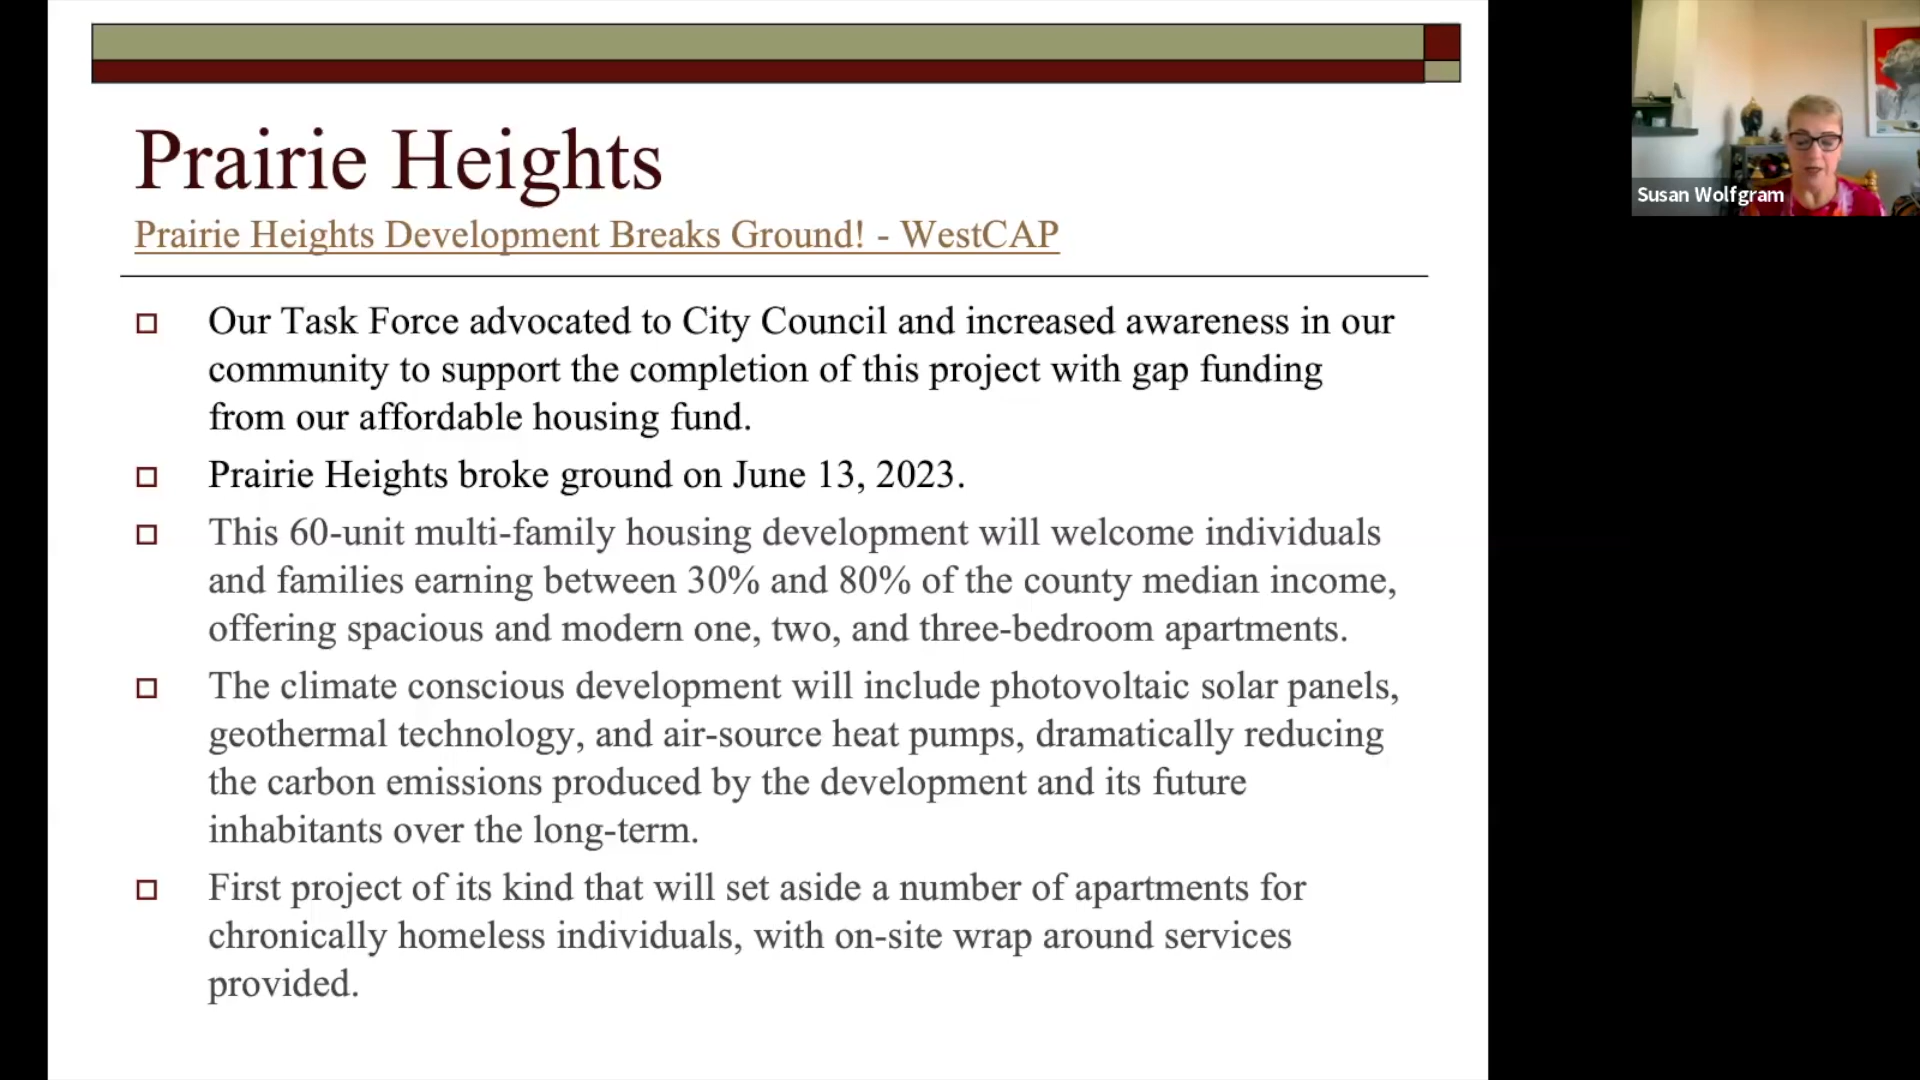 Prairie Heights
Prairie Heights Development Breaks Ground! - WestCAP
Our Task Force advocated to City Council and increased awareness in our
community to support the completion of this project with gap funding
from our affordable housing fund.
Prairie Heights broke ground on June 13, 2023.
This 60-unit multi-family housing development will welcome individuals
and families earning between 30% and 80% of the county median income,
offering spacious and modern one, two, and three-bedroom apartments.
The climate conscious development will include photovoltaic solar panels,
geothermal technology, and air-source heat pumps, dramatically reducing
the carbon emissions produced by the development and its future
inhabitants over the long-term.
First project of its kind that will set aside a number of apartments for
chronically homeless individuals, with on-site wrap around services
provided.
Susan Wolfgram